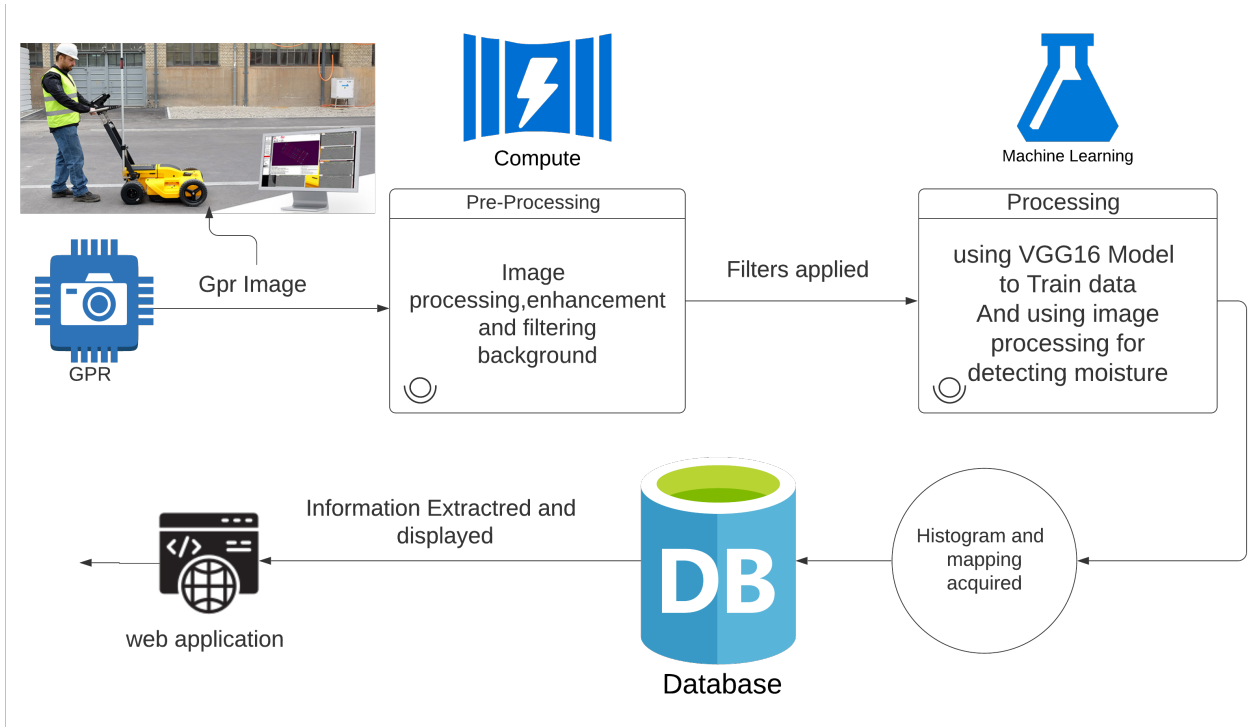 Compute
Machine Learning
Pre-Processing
Processing
Gpr Image
GPR
Image
processing,enhancement
and filtering
background
Filters applied
using VGG16 Model
to Train data
And using image
processing for
detecting moisture
Histogram and
mapping
acquired
DB
Database
Information Extractred and
displayed
</>
web application